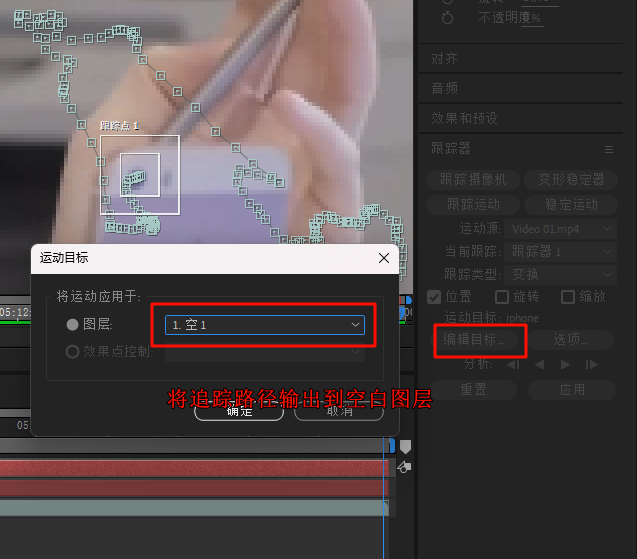 旋转
不透明度%
对齐
音频
效果和预设
跟踪器
跟踪点 1
跟踪摄像机
变形稳定器
跟踪运动
稳定运动
运动源: Video 01.mp4
当前跟踪: 跟踪器 1
跟踪类型: 变换
位置 旋转 缩放
运动目标: iphone
编辑目标...
选项...
分析:
重置
应用
运动目标
将运动应用于:
图层: 1. 空 1
效果点控制:
将追踪路径输出到空白图层
确定
取消
05:12
05